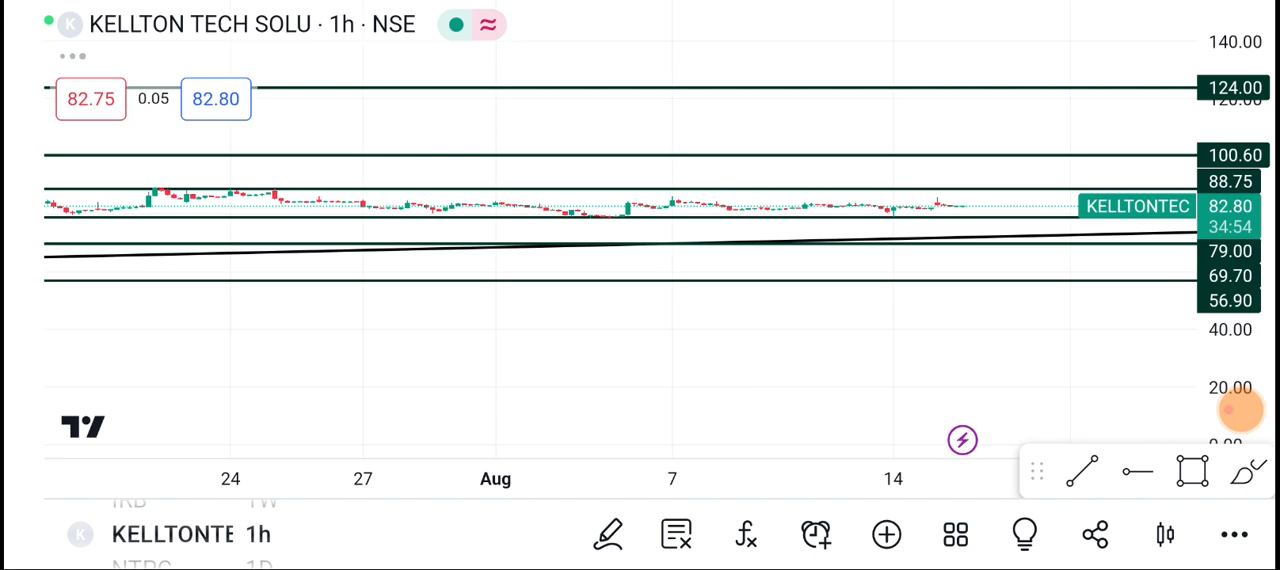 K KELLTON TECH SOLU · 1h · NSE
140.00
82.75 0.05 82.80
124.00
120.00
100.60
88.75
KELLTONTEC 82.80
34:54
79.00
69.70
56.90
40.00
20.00
0.00
24 27 Aug 7 14
IRB 1W
K KELLTONTE 1h
NTPC 1D